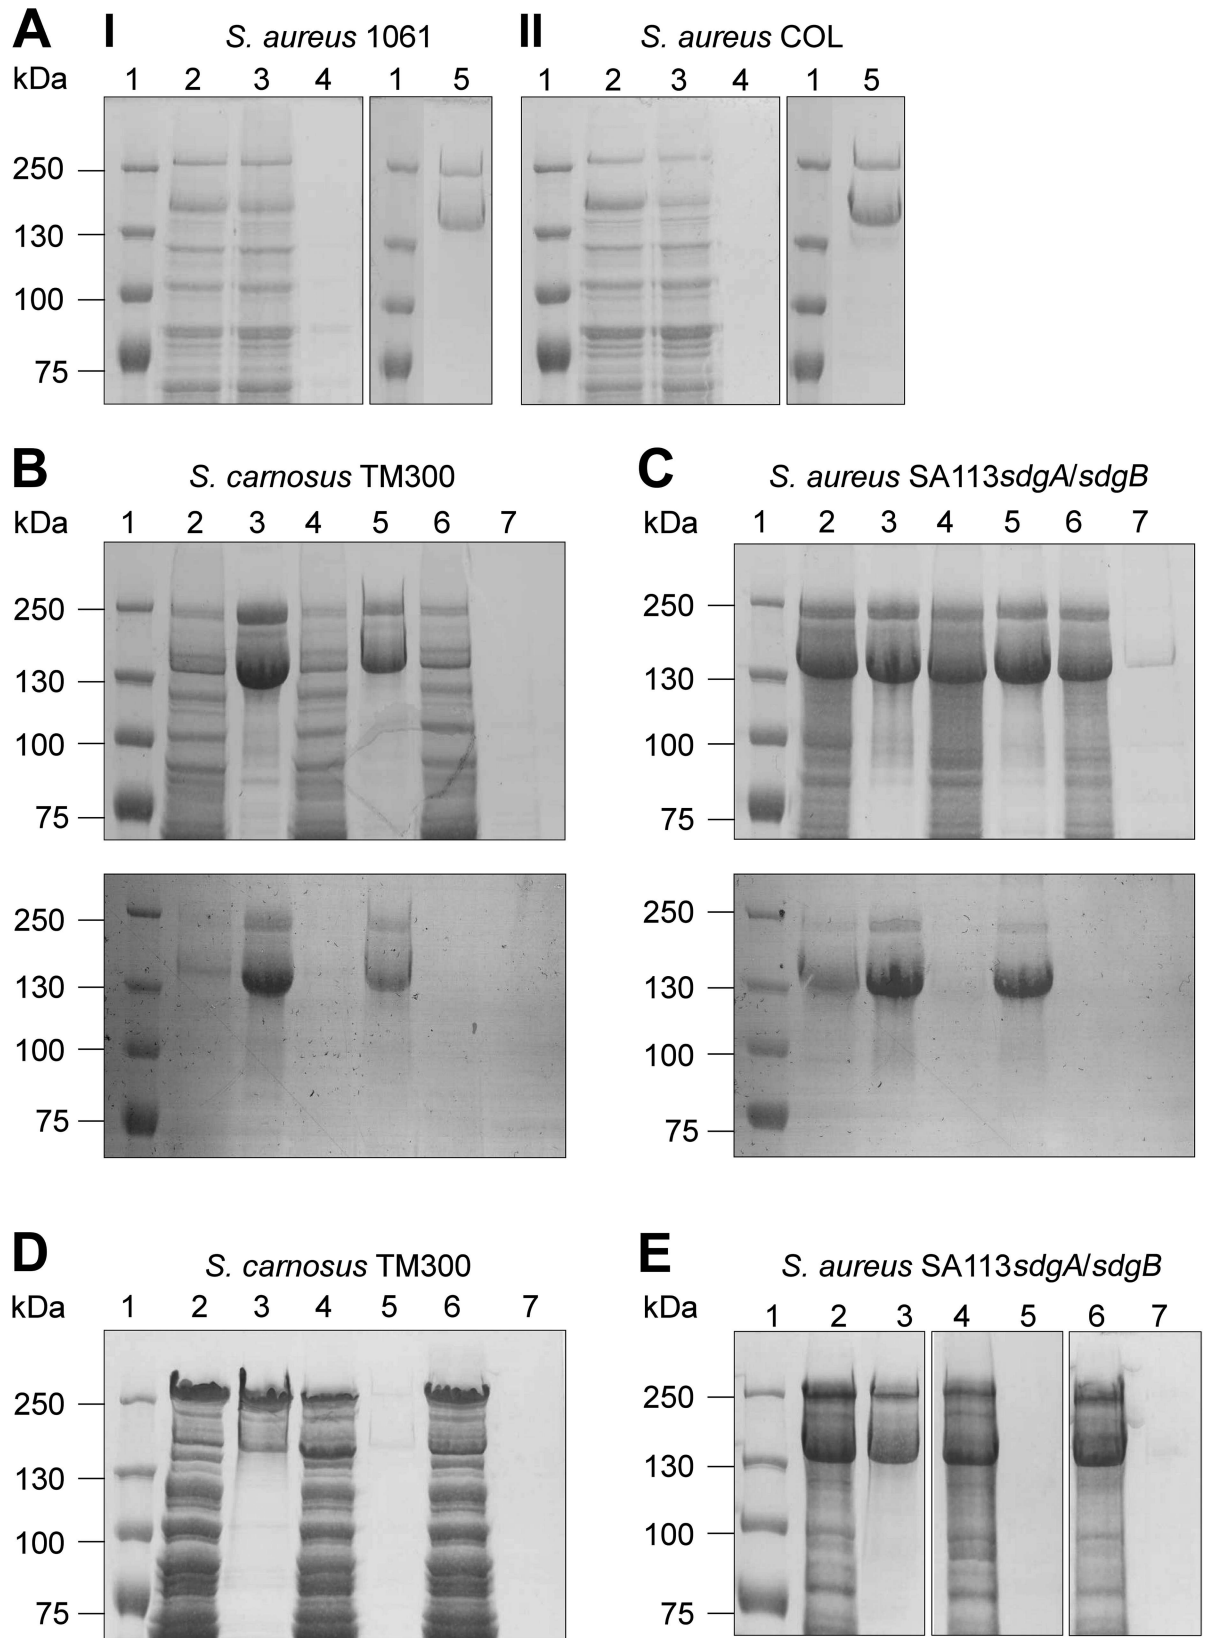 A I S. aureus 1061 II S. aureus COL
kDa 1 2 3 4 1 5 1 2 3 4 1 5
250
130
100
75
B S. carnosus TM300
kDa 1 2 3 4 5 6 7
250
130
100
75
250
130
100
75
C S. aureus SA113sdgA/sdgB
kDa 1 2 3 4 5 6 7
250
130
100
75
250
130
100
75
D S. carnosus TM300
kDa 1 2 3 4 5 6 7
250
130
100
75
E S. aureus SA113sdgA/sdgB
kDa 1 2 3 4 5 6 7
250
130
100
75